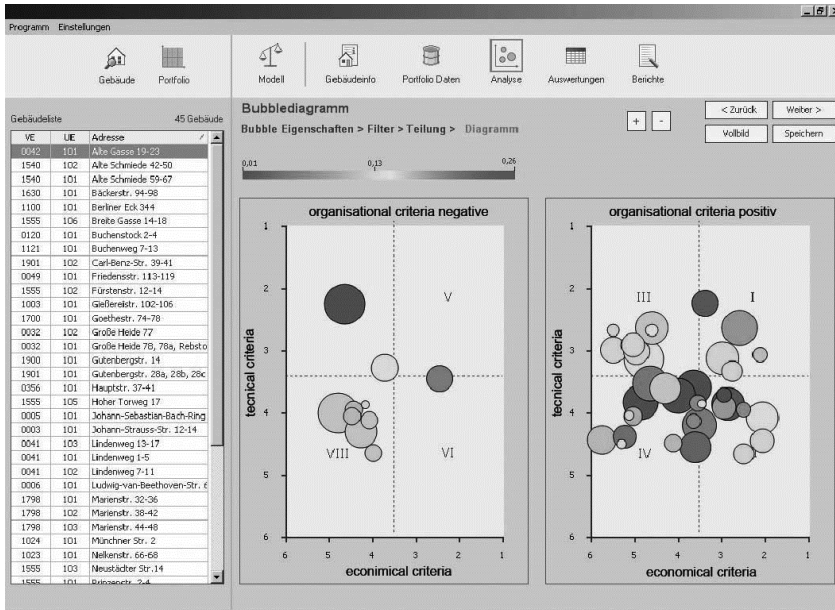 Programm Einstellungen
Gebäude Portfolio Modell Gebäudeinfo Portfolio Daten Analyse Auswertungen Berichte
Gebäudeliste 45 Gebäude
VE UE Adresse
0042 101 Alte Gasse 19-23
1540 102 Alte Schmiede 42-50
1540 101 Alte Schmiede 59-67
1630 101 Bäckerstr. 94-98
1100 101 Berliner Eck 344
1555 106 Breite Gasse 14-18
0120 101 Buchenstock 2-4
1121 101 Buchenweg 7-13
1901 102 Carl-Benz-Str. 39-41
0049 101 Friedensstr. 113-119
1555 102 Fürstenstr. 12-14
1003 101 Gießereistr. 102-106
1700 101 Goethestr. 74-78
0032 102 Große Heide 77
0032 101 Große Heide 78, 78a, Rebsto
1900 101 Gutenbergstr. 14
1901 101 Gutenbergstr. 28a, 28b, 28c
0356 101 Hauptstr. 37-41
1555 105 Hoher Torweg 17
0005 101 Johann-Sebastian-Bach-Ring
0003 101 Johann-Strauss-Str. 12-14
0041 103 Lindenweg 13-17
0041 101 Lindenweg 1-5
0041 102 Lindenweg 7-11
0006 101 Ludwig-van-Beethoven-Str. 6
1798 101 Marienstr. 32-36
1798 102 Marienstr. 38-42
1798 103 Marienstr. 44-48
1024 101 Münchner Str. 2
1023 101 Nelkenstr. 66-68
1555 103 Neustädter Str.14
1555 101 Prinzenstr. 2-4
Bubblediagramm
Bubble Eigenschaften > Filter > Teilung > Diagramm
+ -
< Zurück Weiter >
Vollbild Speichern
0,01 0,13 0,26
organisational criteria negative
1
2
3
4
5
6
tecnical criteria
V
VIII VI
6 5 4 3 2 1
econimical criteria
organisational criteria positiv
1
2
3
4
5
6
tecnical criteria
III I
IV
6 5 4 3 2 1
economical criteria